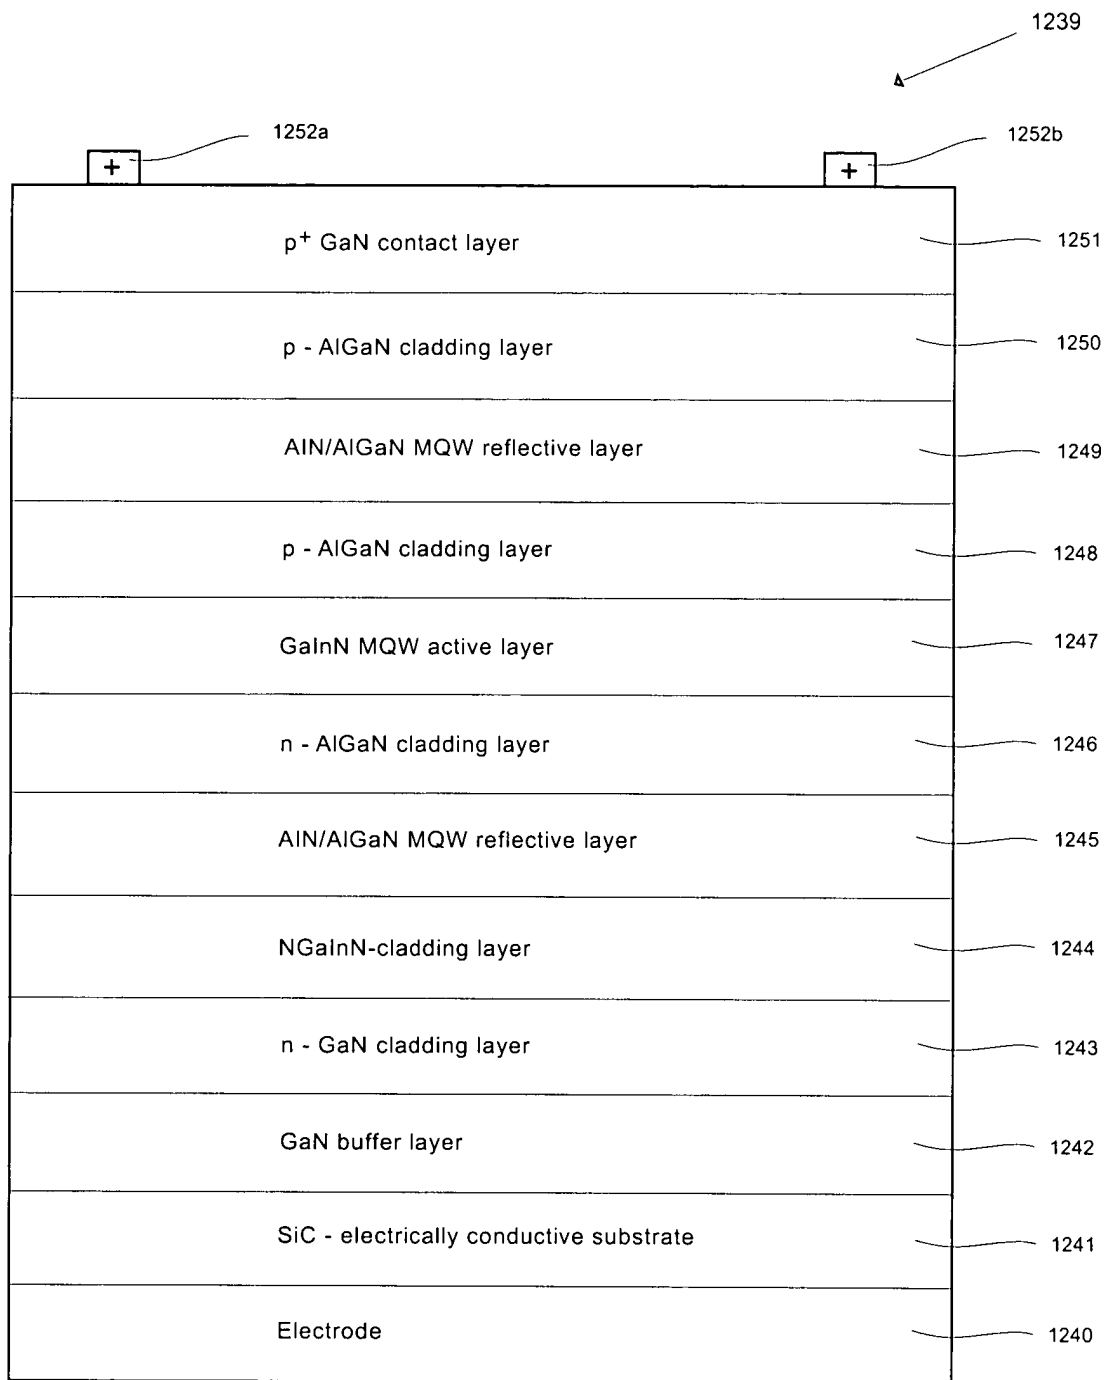 1239
1252a
1252b
+
+
p+ GaN contact layer
1251
p - AlGaN cladding layer
1250
AlN/AlGaN MQW reflective layer
1249
p - AlGaN cladding layer
1248
GaInN MQW active layer
1247
n - AlGaN cladding layer
1246
AlN/AlGaN MQW reflective layer
1245
NGaInN-cladding layer
1244
n - GaN cladding layer
1243
GaN buffer layer
1242
SiC - electrically conductive substrate
1241
Electrode
1240